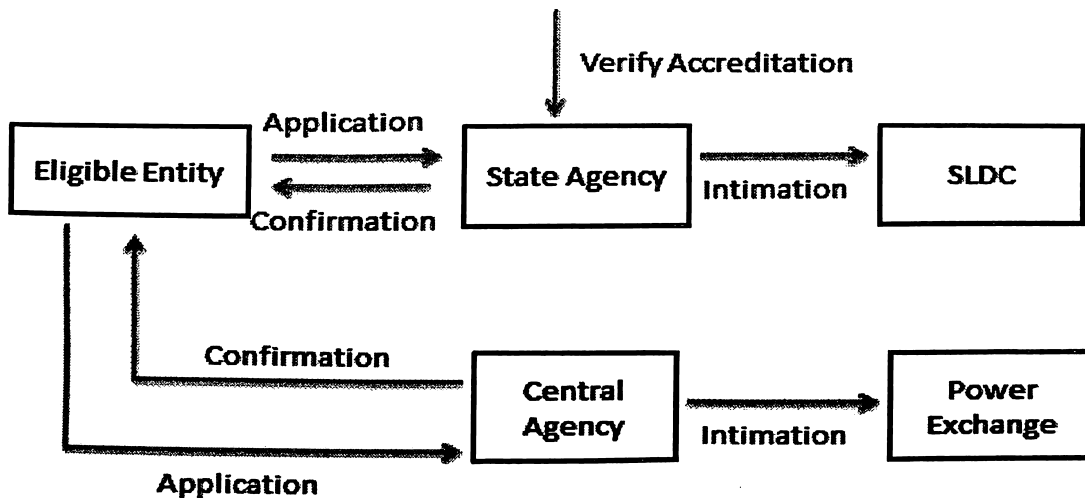 Verify Accreditation
Application
Eligible Entity
State Agency
SLDC
Intimation
Confirmation
Confirmation
Central
Agency
Power
Exchange
Intimation
Application